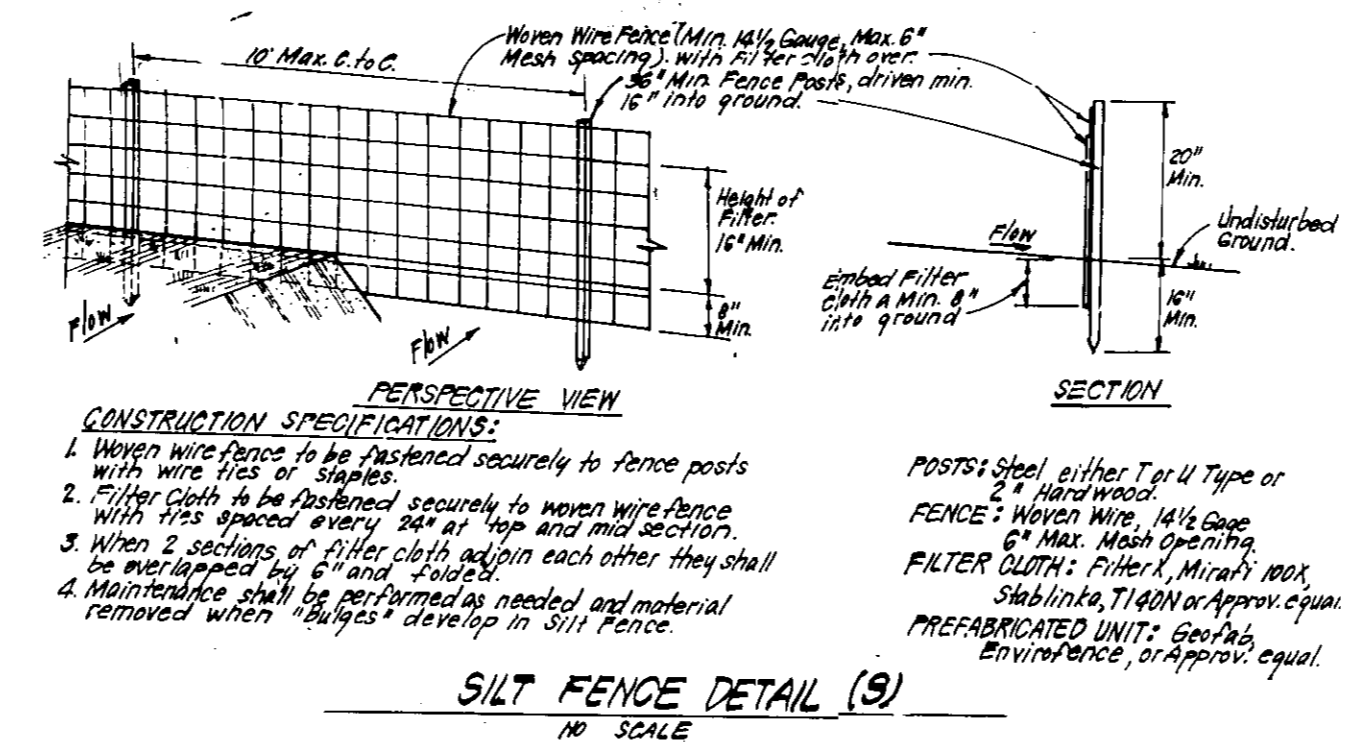 Woven Wire Fence (Min. 14½ Gauge, Max. 6"
Mesh Spacing). with Filter cloth over.
36" Min. Fence Posts, driven min.
16" into ground.
10' Max. C. to C.
Height of
Filter.
16" Min.
8"
Min.
Flow
Flow
PERSPECTIVE VIEW
20"
Min.
Undisturbed
Ground.
Flow
Embed Filter
cloth a Min. 8"
into ground
16"
Min.
SECTION
CONSTRUCTION SPECIFICATIONS:
1. Woven wire fence to be fastened securely to fence posts
with wire ties or staples.
2. Filter Cloth to be fastened securely to woven wire fence
with ties spaced every 24" at top and mid section.
3. When 2 sections of filter cloth adjoin each other they shall
be overlapped by 6" and folded.
4. Maintenance shall be performed as needed and material
removed when "Bulges" develop in Silt Fence.
POSTS: Steel either T or U Type or
2" Hardwood.
FENCE: Woven Wire, 14½ Gage
6" Max. Mesh Opening.
FILTER CLOTH: Filter X, Mirafi 100X,
Stablinka, T140N or Approv. equal.
PREFABRICATED UNIT: Geofab,
Envirofence, or Approv. equal.
SILT FENCE DETAIL (S)
NO SCALE